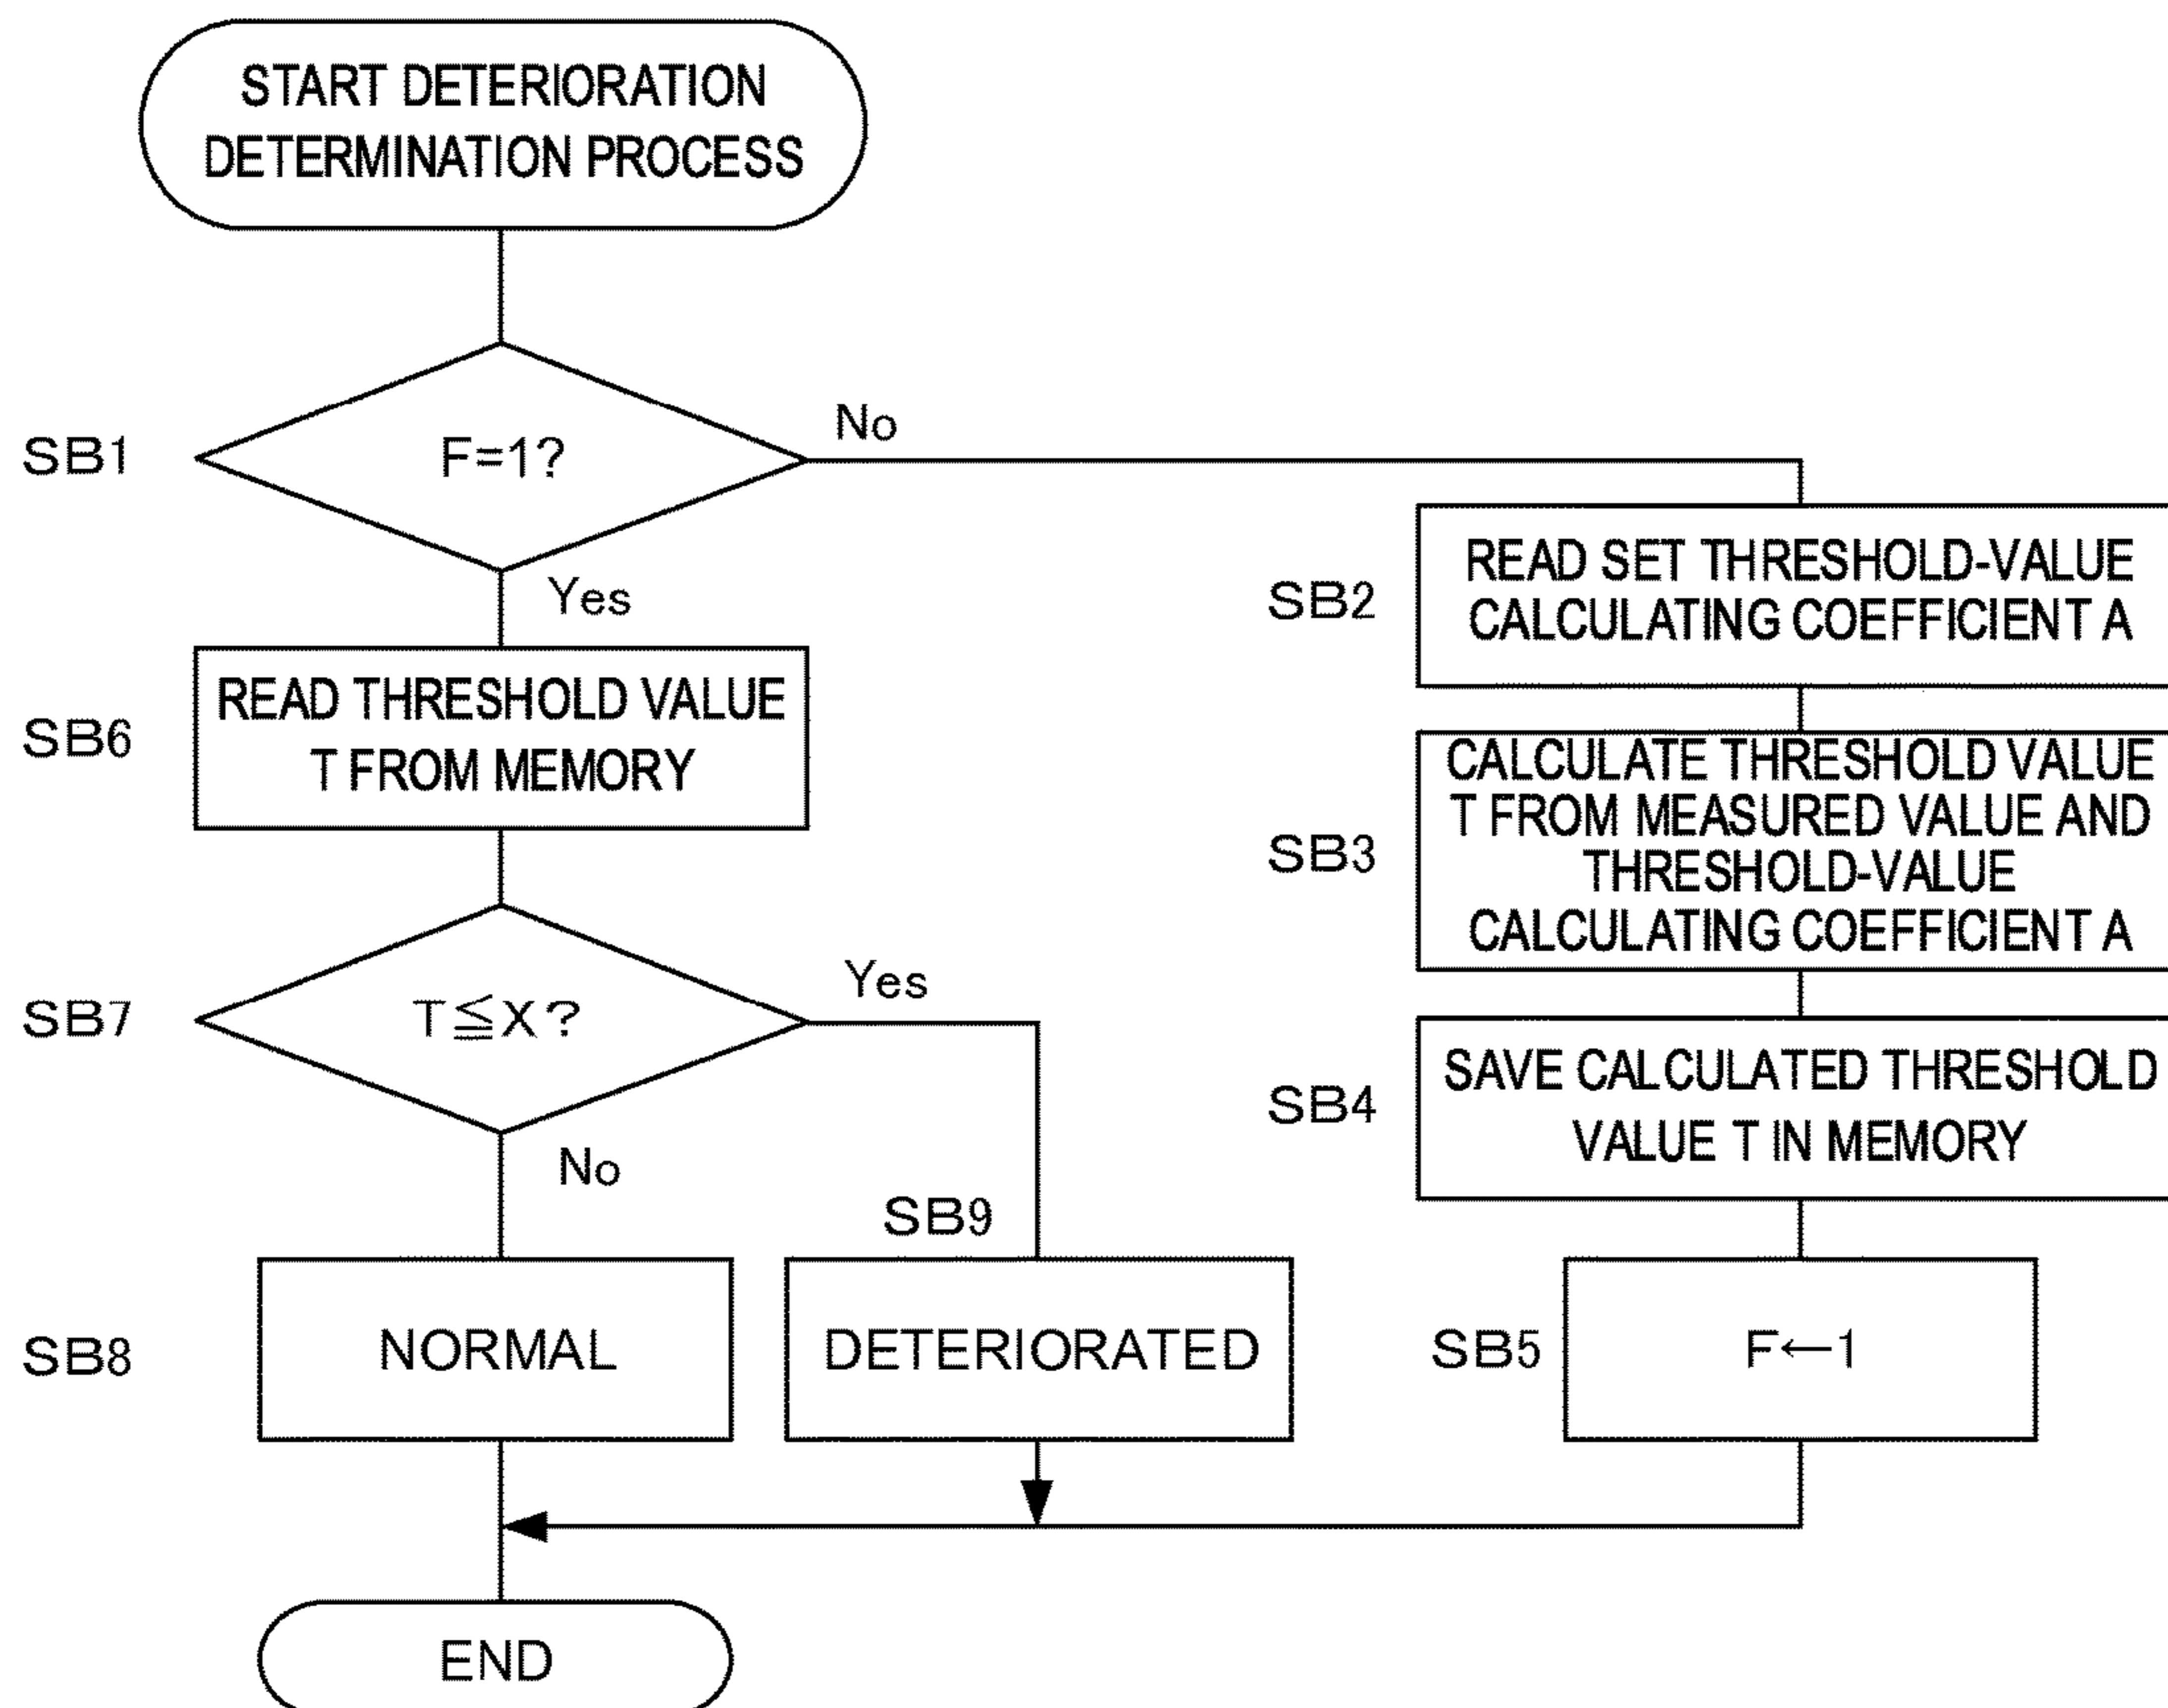 START DETERIORATION
DETERMINATION PROCESS
SB1
F=1?
No
Yes
SB2
READ SET THRESHOLD-VALUE
CALCULATING COEFFICIENT A
SB6
READ THRESHOLD VALUE
T FROM MEMORY
SB3
CALCULATE THRESHOLD VALUE
T FROM MEASURED VALUE AND
THRESHOLD-VALUE
CALCULATING COEFFICIENT A
SB7
T≦X?
Yes
No
SB4
SAVE CALCULATED THRESHOLD
VALUE T IN MEMORY
SB8
NORMAL
SB9
DETERIORATED
SB5
F←1
END